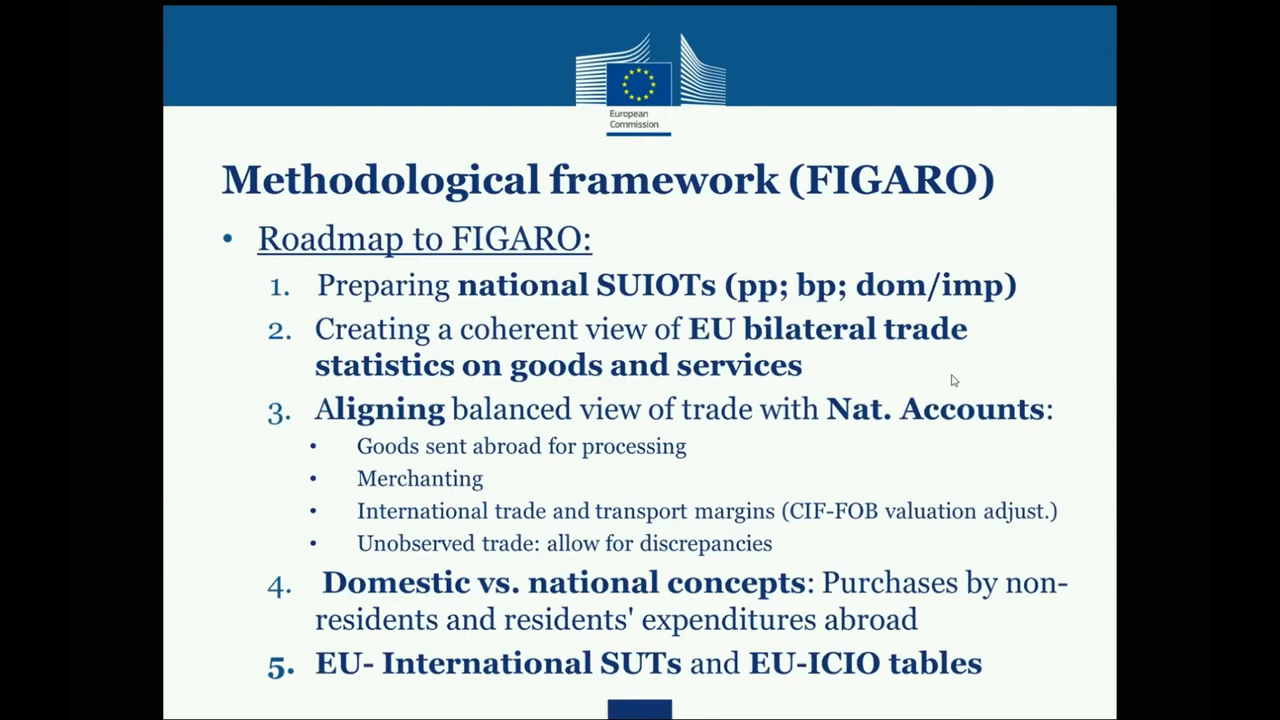 European
Commission
Methodological framework (FIGARO)
• Roadmap to FIGARO:
1. Preparing national SUIOTs (pp; bp; dom/imp)
2. Creating a coherent view of EU bilateral trade
statistics on goods and services
3. Aligning balanced view of trade with Nat. Accounts:
• Goods sent abroad for processing
• Merchanting
• International trade and transport margins (CIF-FOB valuation adjust.)
• Unobserved trade: allow for discrepancies
4. Domestic vs. national concepts: Purchases by non-
residents and residents' expenditures abroad
5. EU- International SUTs and EU-ICIO tables